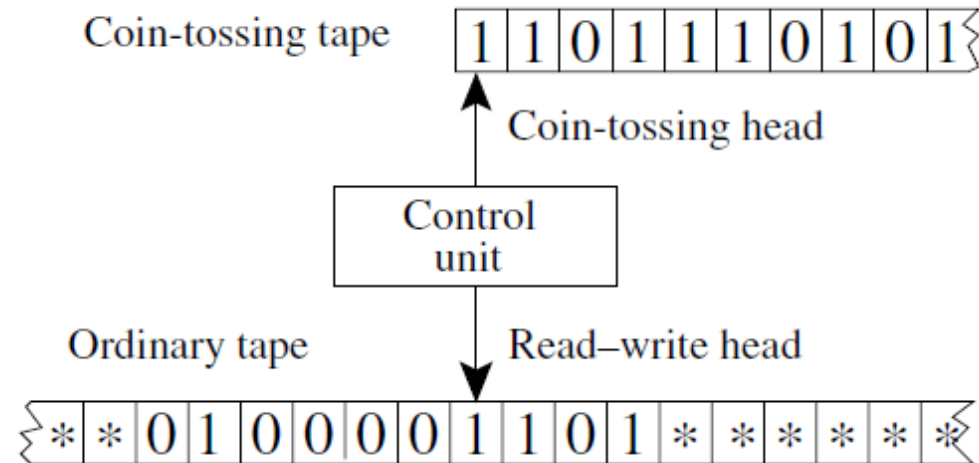 Coin-tossing tape 1 1 0 1 1 1 0 1 0 1
Coin-tossing head
Control
unit
Ordinary tape Read–write head
* * 0 1 0 0 0 0 1 1 0 1 * * * * * *